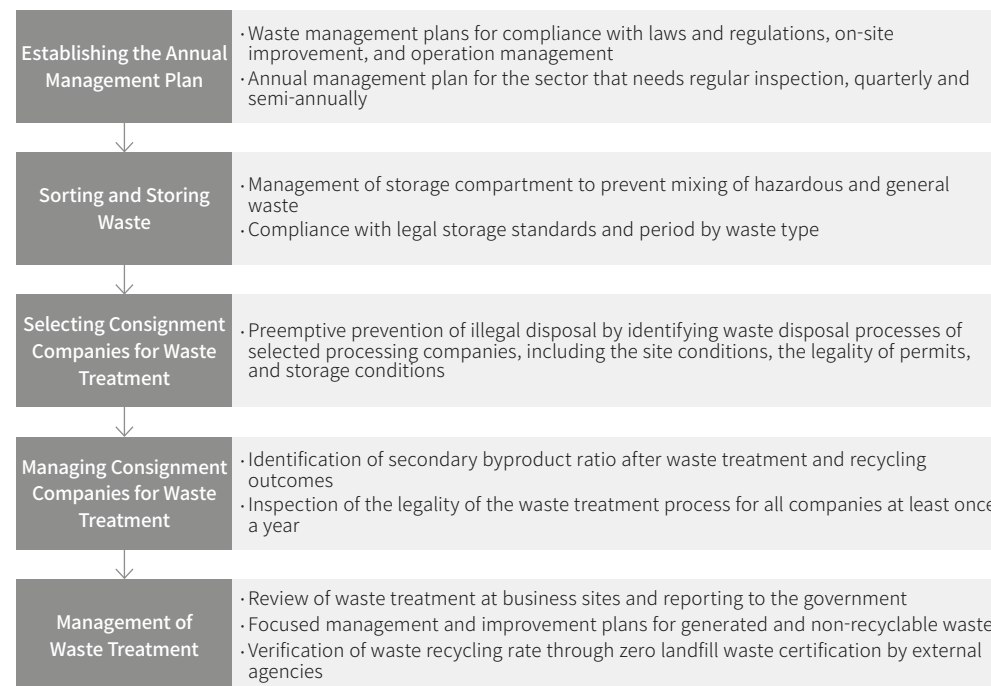 Establishing the Annual
Management Plan
· Waste management plans for compliance with laws and regulations, on-site
improvement, and operation management
· Annual management plan for the sector that needs regular inspection, quarterly and
semi-annually
Sorting and Storing
Waste
· Management of storage compartment to prevent mixing of hazardous and general
waste
· Compliance with legal storage standards and period by waste type
Selecting Consignment
Companies for Waste
Treatment
· Preemptive prevention of illegal disposal by identifying waste disposal processes of
selected processing companies, including the site conditions, the legality of permits,
and storage conditions
Managing Consignment
Companies for Waste
Treatment
· Identification of secondary byproduct ratio after waste treatment and recycling
outcomes
· Inspection of the legality of the waste treatment process for all companies at least once
a year
Management of
Waste Treatment
· Review of waste treatment at business sites and reporting to the government
· Focused management and improvement plans for generated and non-recyclable waste
· Verification of waste recycling rate through zero landfill waste certification by external
agencies